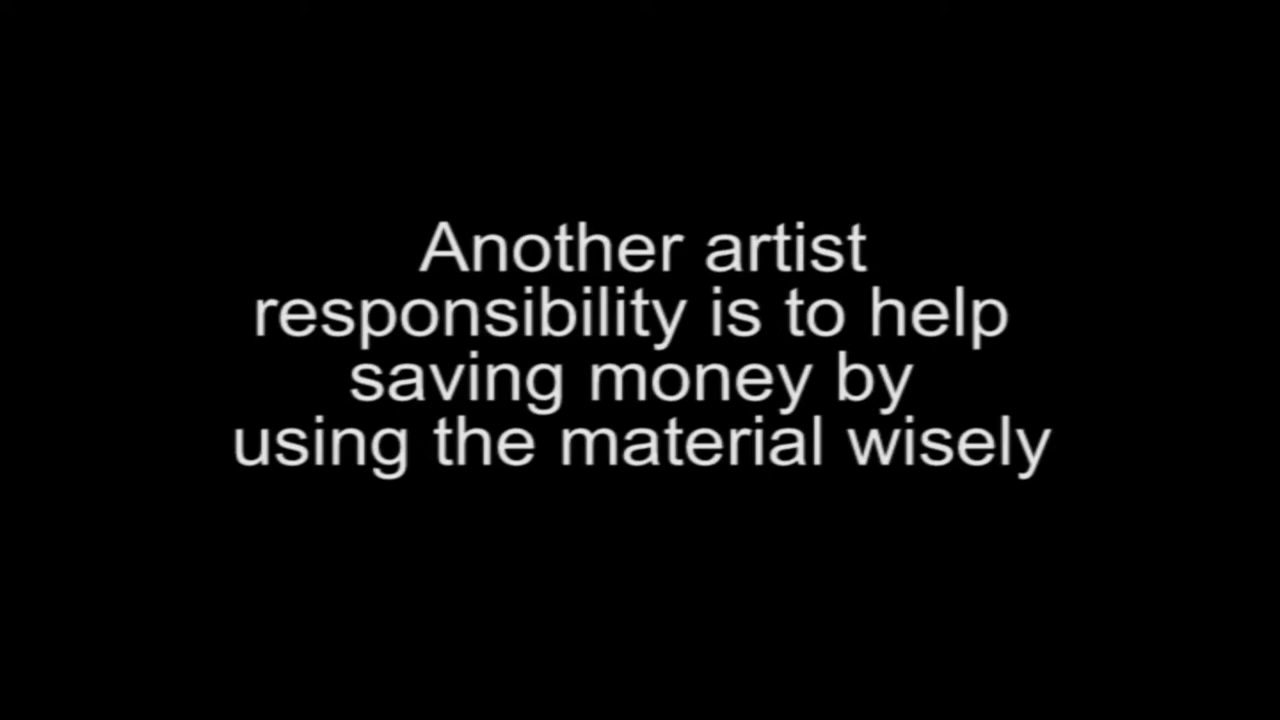 Another artist
responsibility is to help
saving money by
using the material wisely